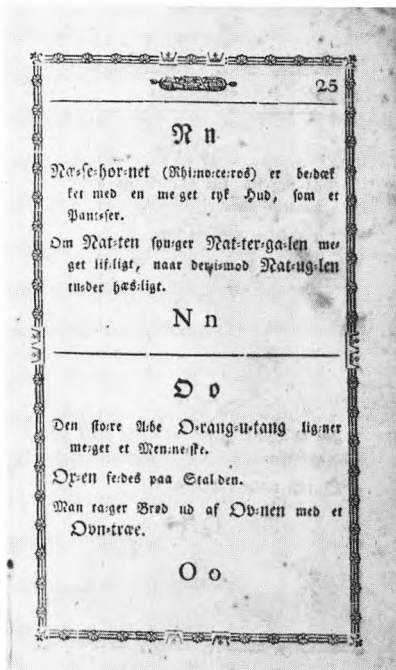 25
N n
Næ-se-hor-net (Rhi-no-ce-ros) er be-dæk
ket med en me-get tyk Hud, som et
Pant-ser.
Om Nat-ten syn-ger Nat-ter-ga-len me-
get lif-ligt, naar der-i-mod Nat-ug-len
tu-der hæs-ligt.
N n
O o
Den sto-re A-be O-rang-u-tang lig-ner
me-get et Men-ne-ske.
Ox-en fe-des paa Stal-den.
Man ta-ger Brød ud af Ov-nen med et
Ovn-træe.
O o